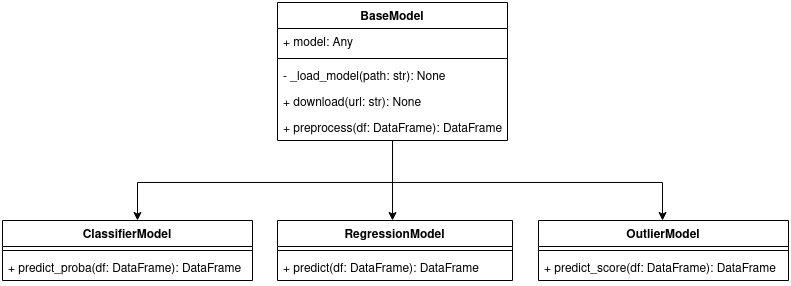 BaseModel
+ model: Any
- _load_model(path: str): None
+ download(url: str): None
+ preprocess(df: DataFrame): DataFrame
ClassifierModel
+ predict_proba(df: DataFrame): DataFrame
RegressionModel
+ predict(df: DataFrame): DataFrame
OutlierModel
+ predict_score(df: DataFrame): DataFrame